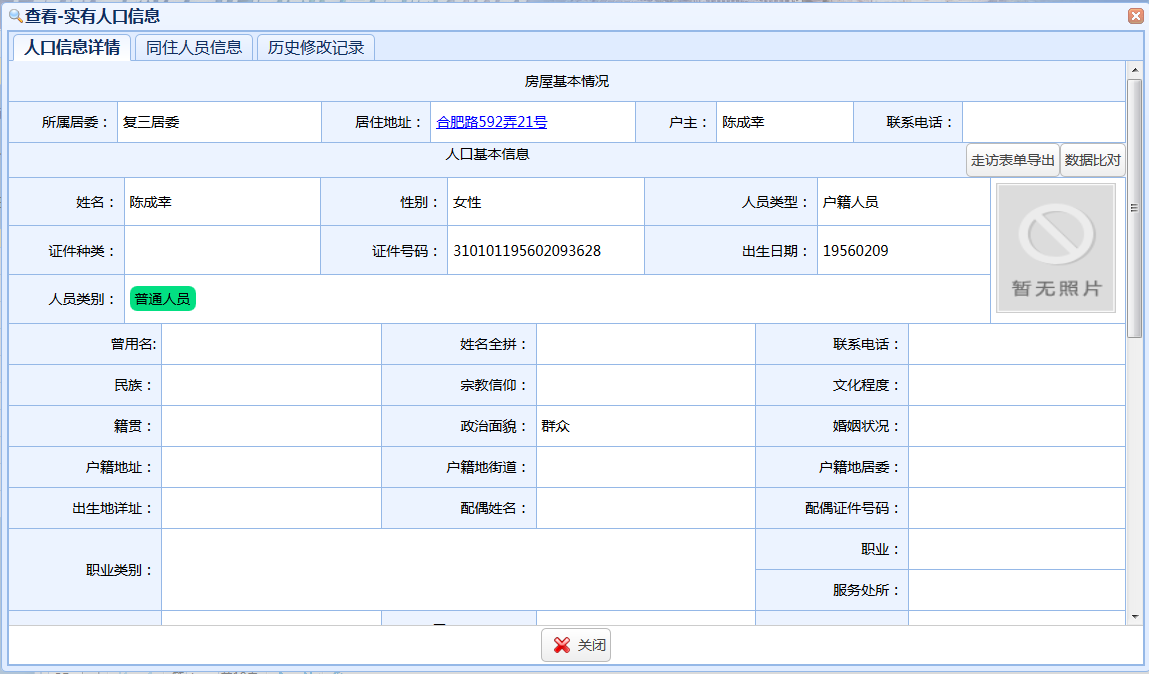 查看-实有人口信息
人口信息详情 同住人员信息 历史修改记录
房屋基本情况
所属居委： 复三居委 居住地址： 合肥路592弄21号 户主： 陈成幸 联系电话：
人口基本信息 走访表单导出 数据比对
姓名： 陈成幸 性别： 女性 人员类型： 户籍人员
证件种类： 证件号码： 310101195602093628 出生日期： 19560209
暂无照片
人员类别： 普通人员
曾用名: 姓名全拼： 联系电话：
民族： 宗教信仰： 文化程度：
籍贯： 政治面貌： 群众 婚姻状况：
户籍地址： 户籍地街道： 户籍地居委：
出生地详址： 配偶姓名： 配偶证件号码：
职业类别： 职业：
服务处所：
关闭